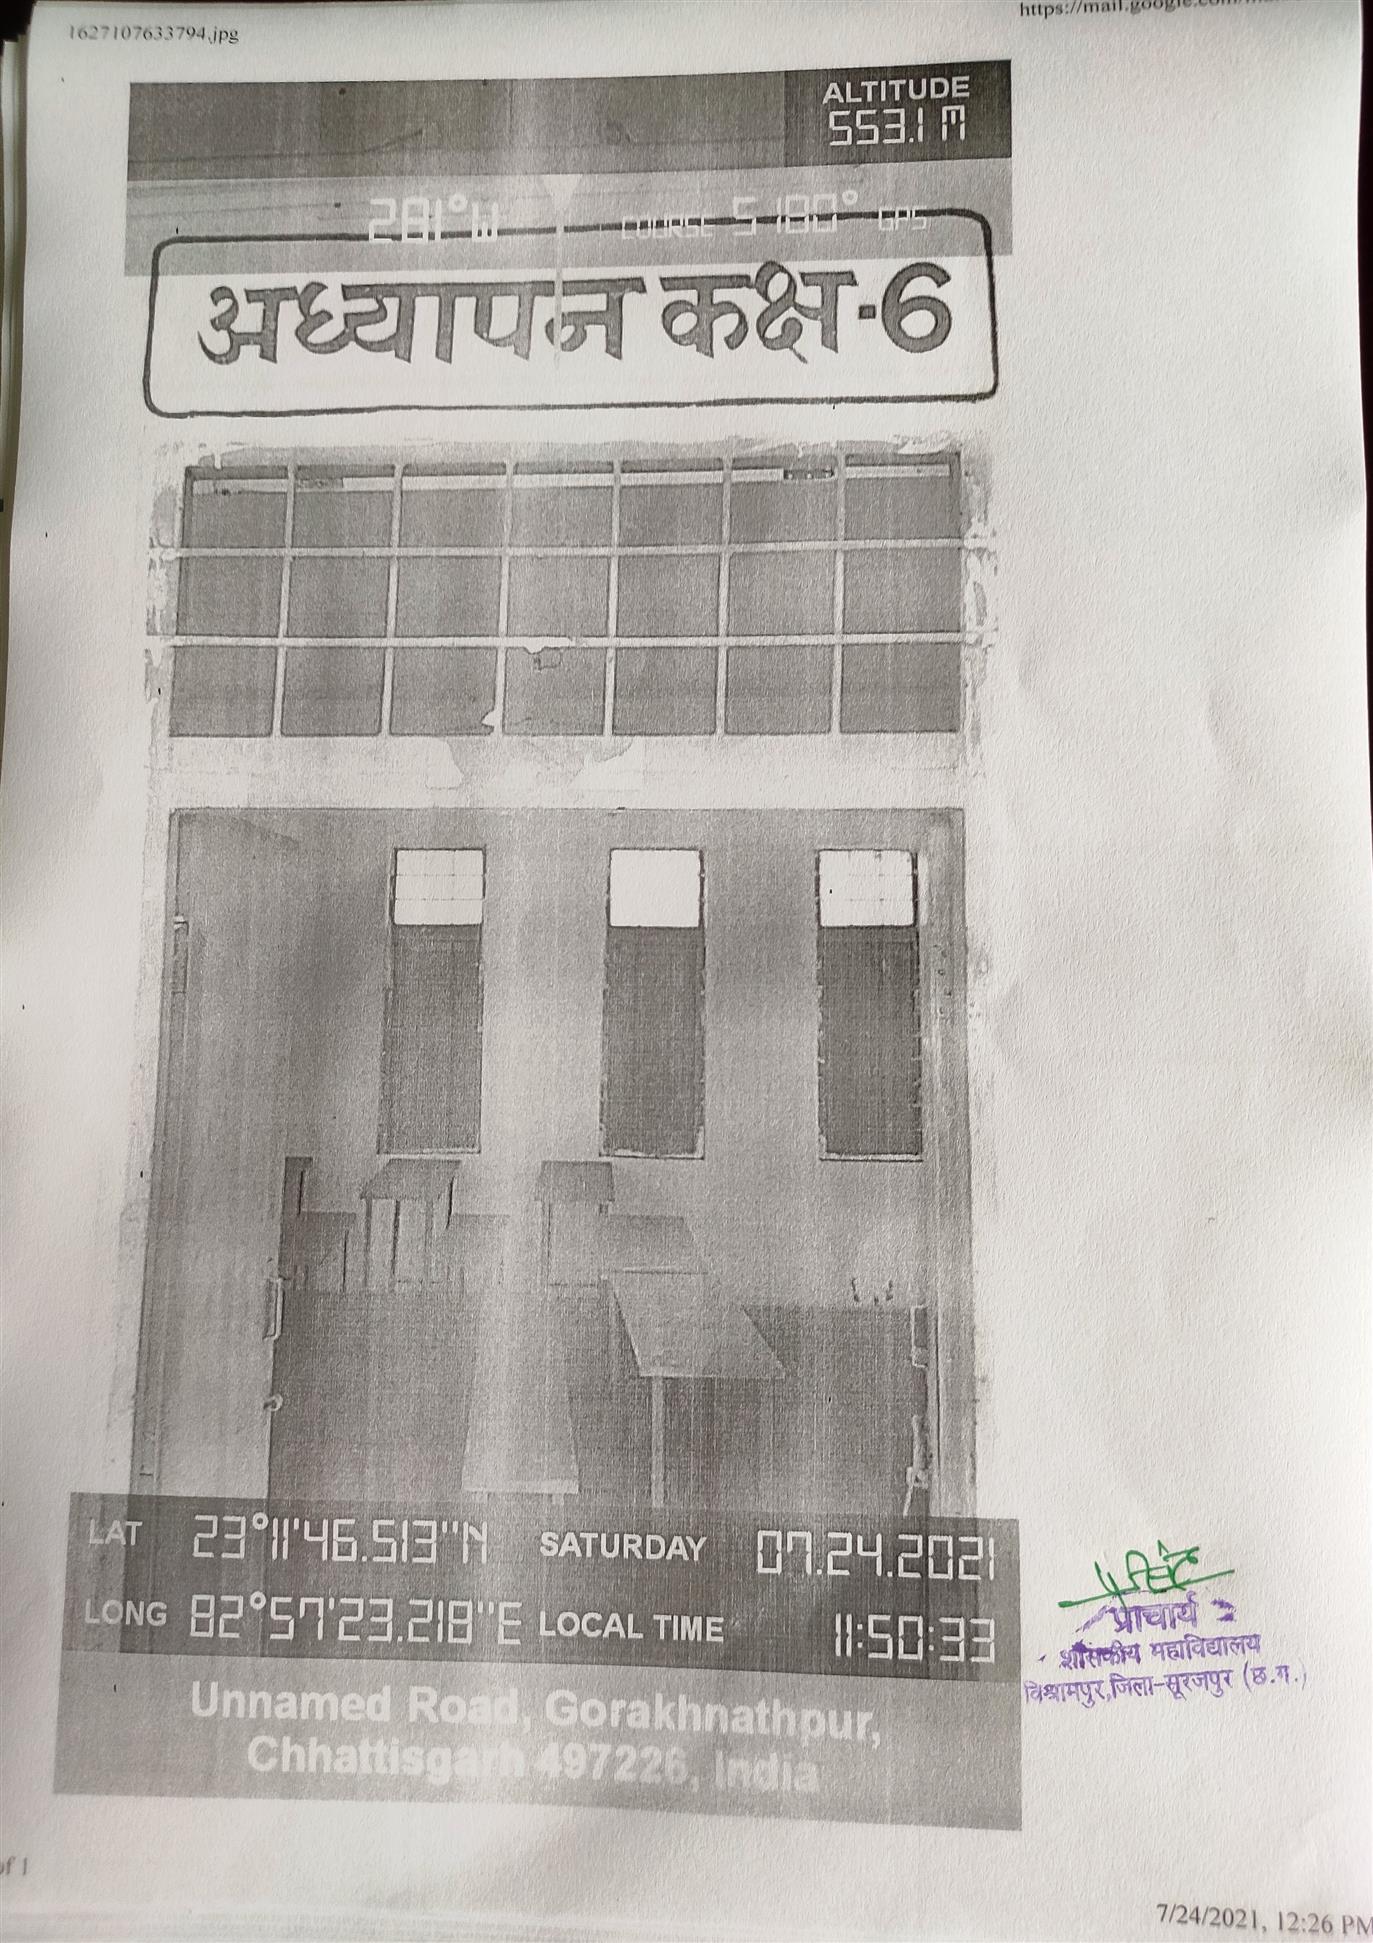 1627107633794.jpg
https://mail.google.com/
ALTITUDE
553.1 M
281°W
COURSE S 180° GPS
अध्यापन कक्ष-6
LAT 23°11'46.513"N SATURDAY 07.24.2021
LONG 82°57'23.218"E LOCAL TIME 11:50:33
Unnamed Road, Gorakhnathpur,
Chhattisgarh 497226, India
प्राचार्य
शासकीय महाविद्यालय
विश्रामपुर,जिला-सूरजपुर (छ.ग.)
of 1
7/24/2021, 12:26 PM